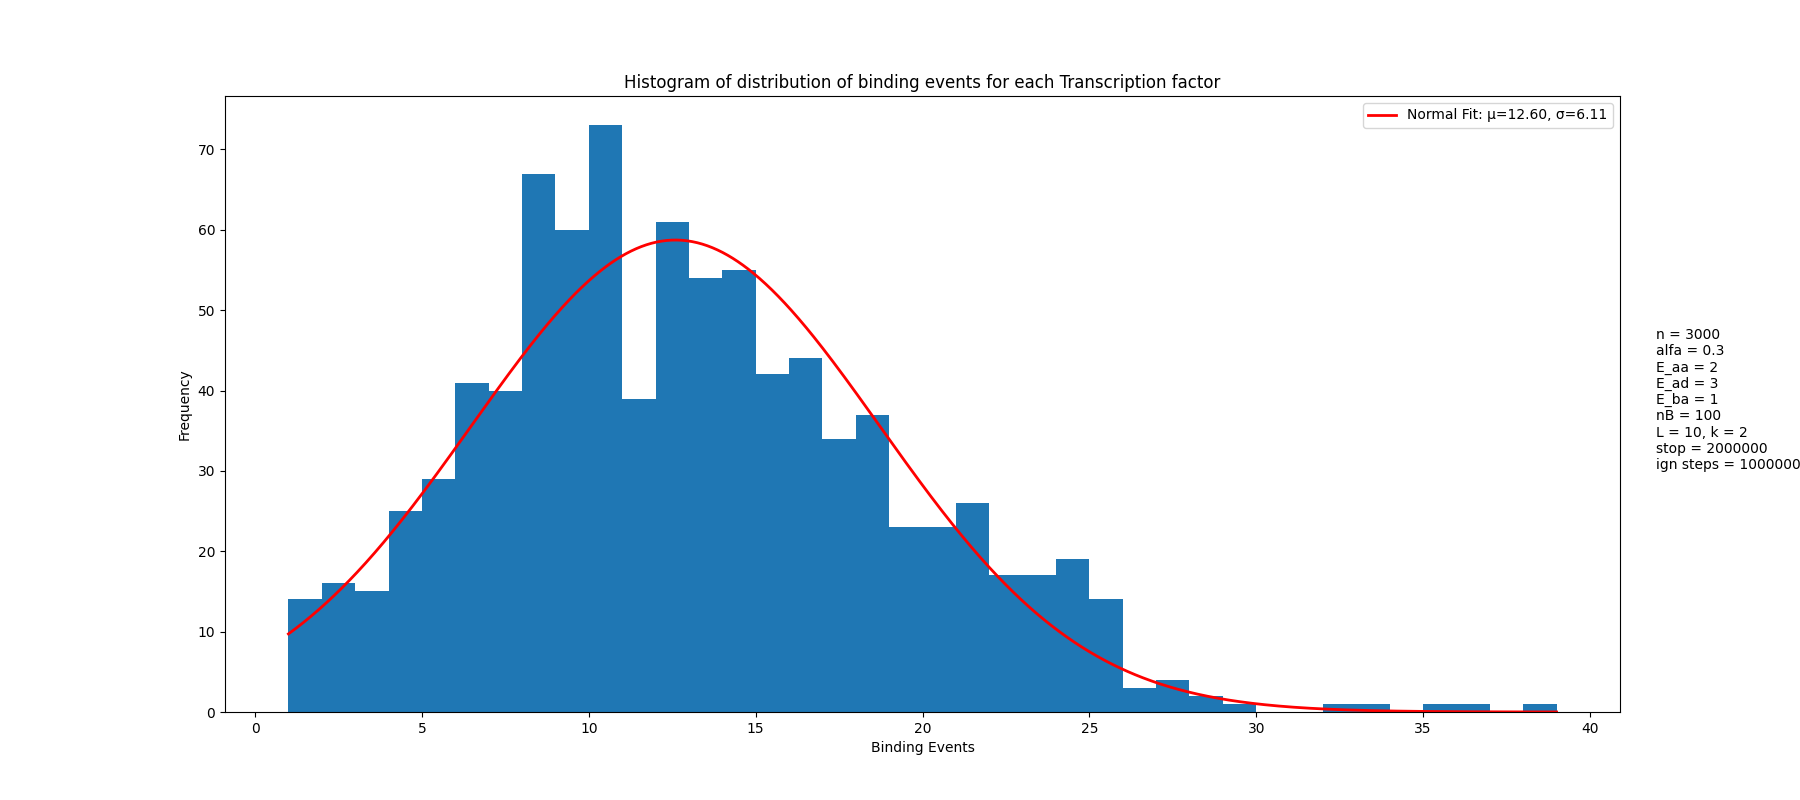 Histogram of distribution of binding events for each Transcription factor
Normal Fit: μ=12.60, σ=6.11
70
60
50
40
30
20
10
0
Frequency
0 5 10 15 20 25 30 35 40
Binding Events
n = 3000
alfa = 0.3
E_aa = 2
E_ad = 3
E_ba = 1
nB = 100
L = 10, k = 2
stop = 2000000
ign steps = 1000000